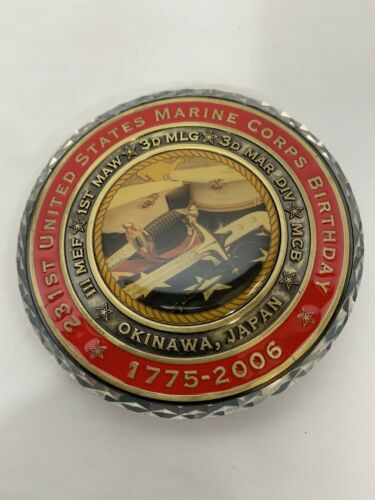 231ST UNITED STATES MARINE CORPS BIRTHDAY
1775-2006
III MEF ★ 1ST MAW ★ 3D MLG ★ 3D MAR DIV ★ MCB
★ OKINAWA, JAPAN ★